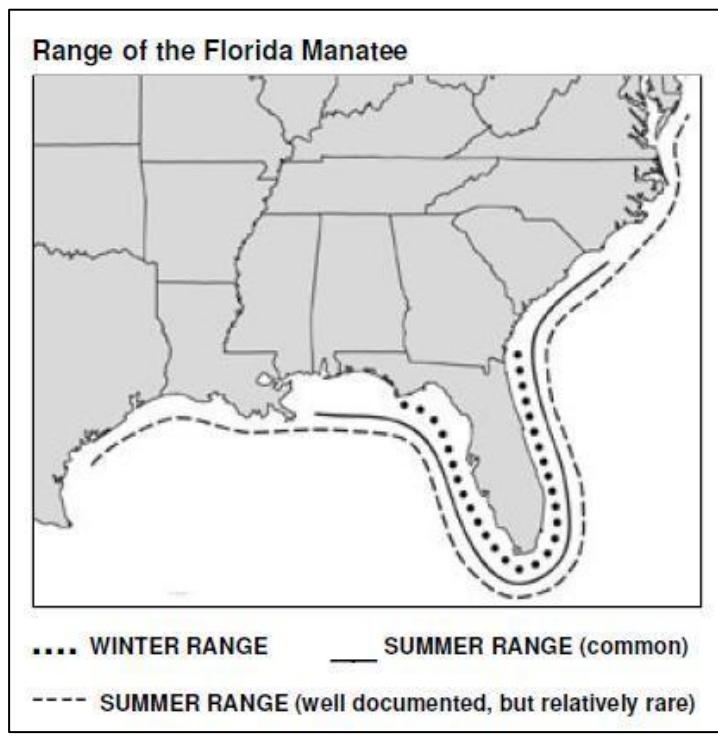 Range of the Florida Manatee
WINTER RANGE
SUMMER RANGE (common)
SUMMER RANGE (well documented, but relatively rare)